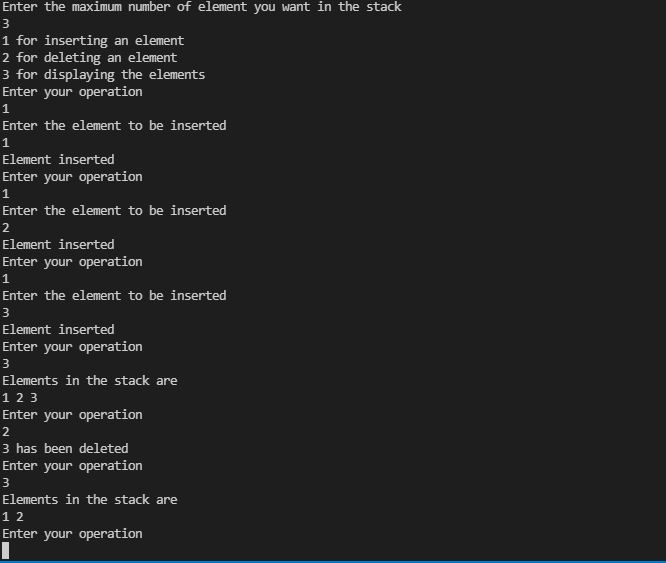 Enter the maximum number of element you want in the stack
3
1 for inserting an element
2 for deleting an element
3 for displaying the elements
Enter your operation
1
Enter the element to be inserted
1
Element inserted
Enter your operation
1
Enter the element to be inserted
2
Element inserted
Enter your operation
1
Enter the element to be inserted
3
Element inserted
Enter your operation
3
Elements in the stack are
1 2 3
Enter your operation
2
3 has been deleted
Enter your operation
3
Elements in the stack are
1 2
Enter your operation